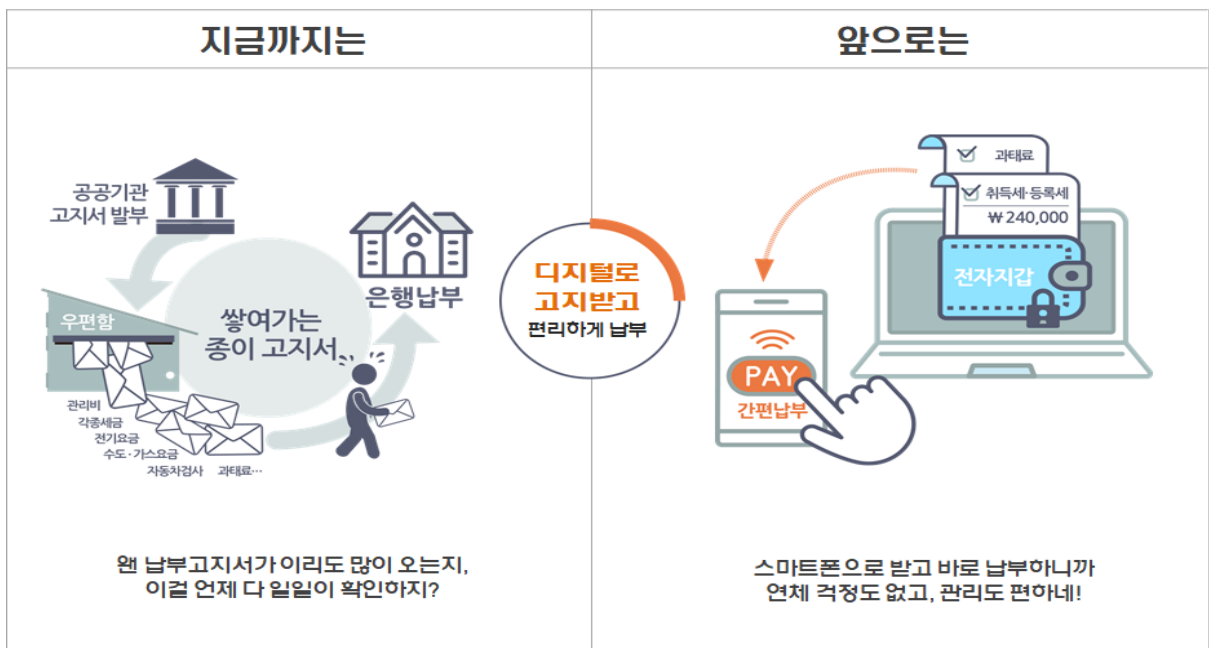 지금까지는
앞으로는
공공기관
고지서 발부
우편함
쌓여가는
종이 고지서
은행납부
관리비
각종세금
전기요금
수도·가스요금
자동차검사 과태료…
왠 납부고지서가 이리도 많이 오는지,
이걸 언제 다 일일이 확인하지?
디지털로
고지받고
편리하게 납부
과태료
취득세·등록세
₩240,000
전자지갑
PAY
간편납부
스마트폰으로 받고 바로 납부하니까
연체 걱정도 없고, 관리도 편하네!